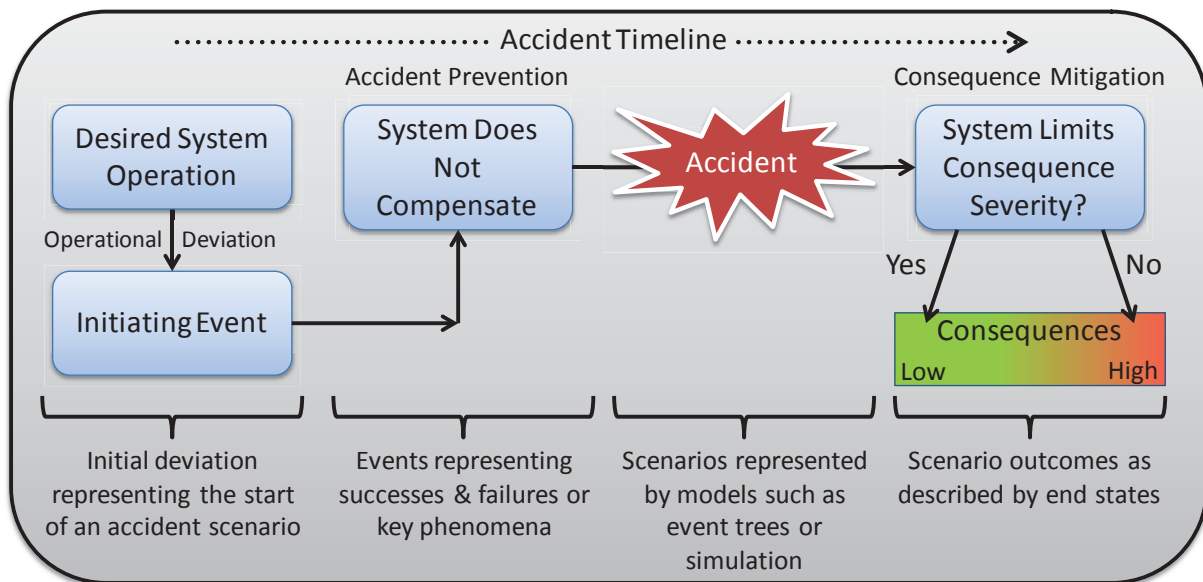 Accident Timeline
Accident Prevention
Consequence Mitigation
Desired System
Operation
System Does
Not
Compensate
Accident
System Limits
Consequence
Severity?
Operational Deviation
Yes
No
Initiating Event
Consequences
Low
High
Initial deviation
representing the start
of an accident scenario
Events representing
successes & failures or
key phenomena
Scenarios represented
by models such as
event trees or
simulation
Scenario outcomes as
described by end states